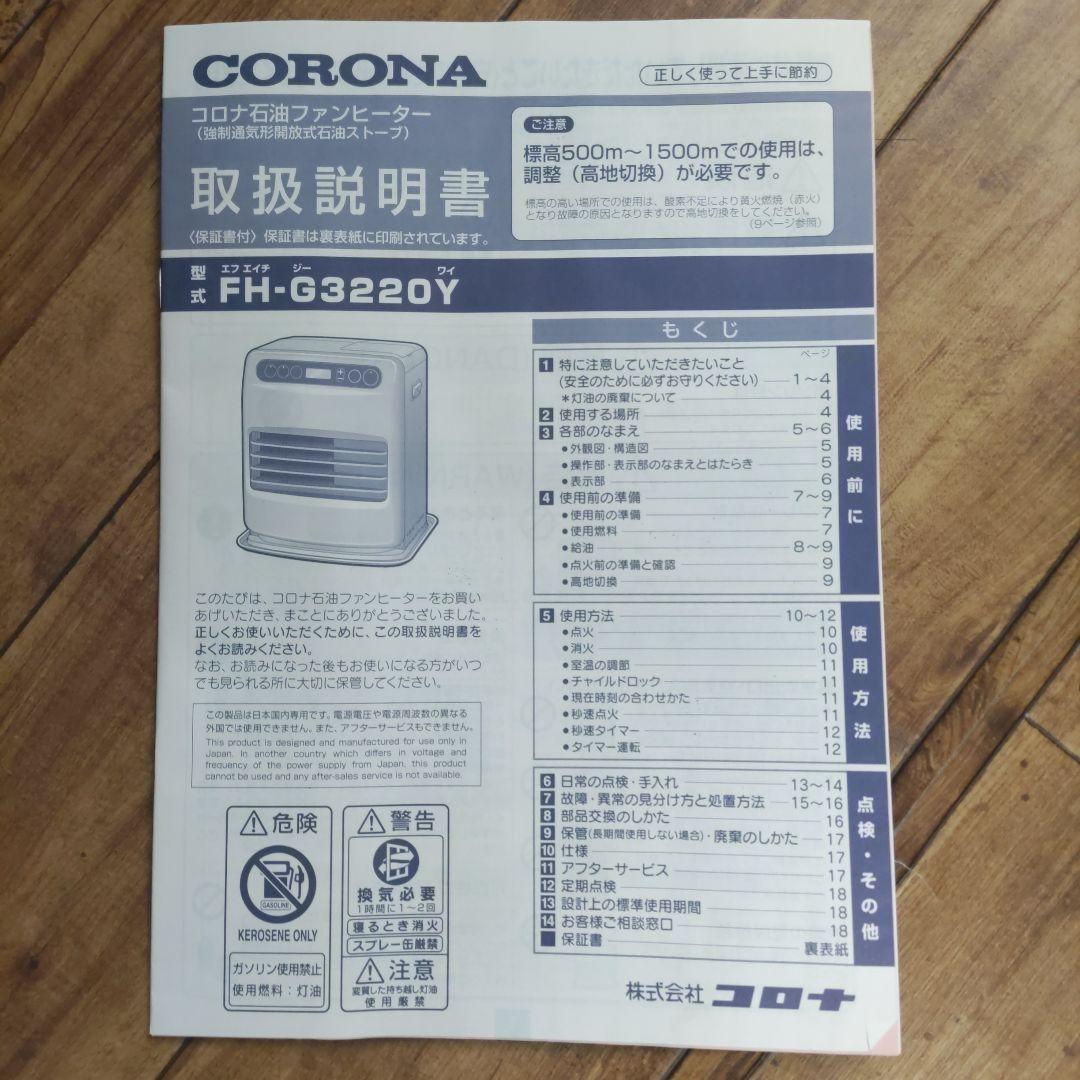 CORONA
正しく使って上手に節約
コロナ石油ファンヒーター
(強制通気形開放式石油ストーブ)
取扱説明書
〈保証書付〉保証書は裏表紙に印刷されています。
ご注意
標高500m〜1500mでの使用は、
調整（高地切換）が必要です。
標高の高い場所での使用は、酸素不足により黄火燃焼（赤火）
となり故障の原因となりますので高地切換をしてください。
(9ページ参照)
エフ エイチ ジー ワイ
型式 FH-G3220Y
このたびは、コロナ石油ファンヒーターをお買い
あげいただき、まことにありがとうございました。
正しくお使いいただくために、この取扱説明書を
よくお読みください。
なお、お読みになった後もお使いになる方がいつ
でも見られる所に大切に保管してください。
この製品は日本国内専用です。電源電圧や電源周波数の異なる
外国では使用できません。また、アフターサービスもできません。
This product is designed and manufactured for use only in
Japan. In another country which differs in voltage and
frequency of the power supply from Japan, this product
cannot be used and any after-sales service is not available.
危険
GASOLINE
KEROSENE ONLY
ガソリン使用禁止
使用燃料：灯油
警告
換気必要
1時間に1〜2回
寝るとき消火
スプレー缶厳禁
注意
変質した持ち越し灯油
使用厳禁
もくじ
ページ
1 特に注意していただきたいこと
(安全のために必ずお守りください) 1〜4
＊灯油の廃棄について 4
2 使用する場所 4
3 各部のなまえ 5〜6
●外観図・構造図 5
●操作部・表示部のなまえとはたらき 5
●表示部 6
4 使用前の準備 7〜9
●使用前の準備 7
●使用燃料 7
●給油 8〜9
●点火前の準備と確認 9
●高地切換 9
使用前に
5 使用方法 10〜12
●点火 10
●消火 10
●室温の調節 11
●チャイルドロック 11
●現在時刻の合わせかた 11
●秒速点火 11
●秒速タイマー 12
●タイマー運転 12
使用方法
6 日常の点検・手入れ 13〜14
7 故障・異常の見分け方と処置方法 15〜16
8 部品交換のしかた 16
9 保管(長期間使用しない場合)・廃棄のしかた 17
10 仕様 17
11 アフターサービス 17
12 定期点検 18
13 設計上の標準使用期間 18
14 お客様ご相談窓口 18
■ 保証書 裏表紙
点検・その他
株式会社 コロナ